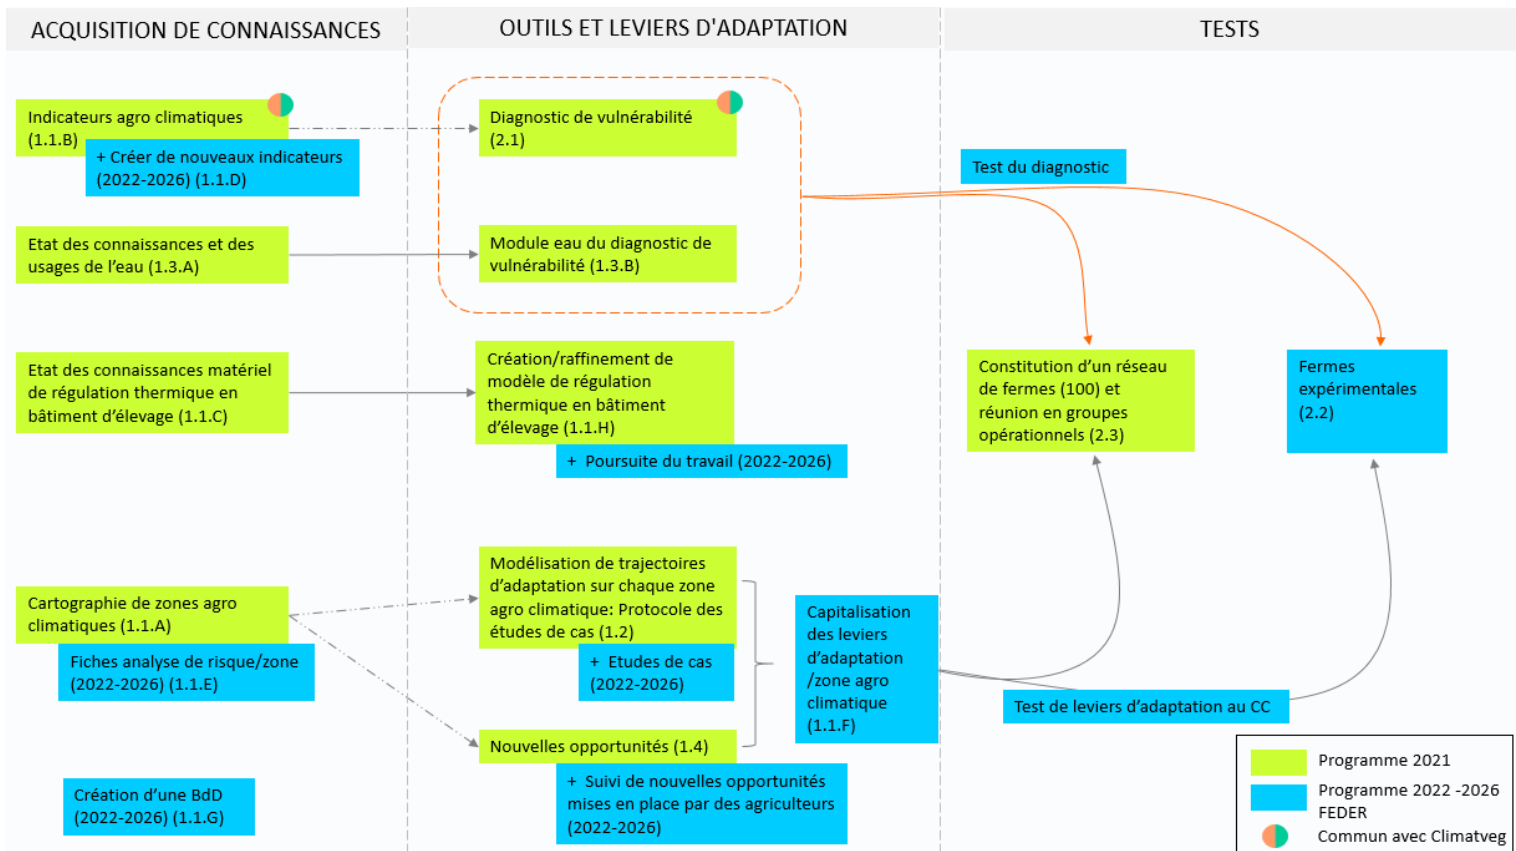 ACQUISITION DE CONNAISSANCES
OUTILS ET LEVIERS D'ADAPTATION
TESTS
Indicateurs agro climatiques
(1.1.B)
+ Créer de nouveaux indicateurs
(2022-2026) (1.1.D)
Etat des connaissances et des
usages de l'eau (1.3.A)
Etat des connaissances matériel
de régulation thermique en
bâtiment d'élevage (1.1.C)
Cartographie de zones agro
climatiques (1.1.A)
Fiches analyse de risque/zone
(2022-2026) (1.1.E)
Création d'une BdD
(2022-2026) (1.1.G)
Diagnostic de vulnérabilité
(2.1)
Module eau du diagnostic de
vulnérabilité (1.3.B)
Création/raffinement de
modèle de régulation
thermique en bâtiment
d'élevage (1.1.H)
+ Poursuite du travail (2022-2026)
Modélisation de trajectoires
d'adaptation sur chaque zone
agro climatique: Protocole des
études de cas (1.2)
+ Etudes de cas
(2022-2026)
Nouvelles opportunités (1.4)
+ Suivi de nouvelles opportunités
mises en place par des agriculteurs
(2022-2026)
Capitalisation
des leviers
d'adaptation
/zone agro
climatique
(1.1.F)
Test du diagnostic
Constitution d'un réseau
de fermes (100) et
réunion en groupes
opérationnels (2.3)
Fermes
expérimentales
(2.2)
Test de leviers d'adaptation au CC
Programme 2021
Programme 2022 -2026
FEDER
Commun avec Climatveg